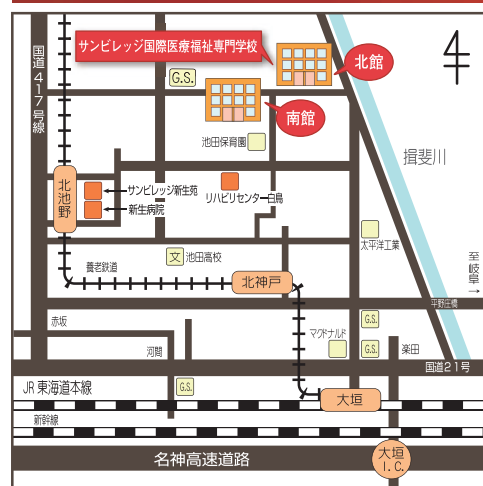 サンビレッジ国際医療福祉専門学校
北館
国道417号線
G.S.
南館
池田保育園
揖斐川
北池野
サンビレッジ新生苑
新生病院
リハビリセンター白鳥
太平洋工業
文
池田高校
至岐阜→
養老鉄道
北神戸
平野庄橋
赤坂
G.S.
マクドナルド
河間
G.S.
楽田
国道21号
JR東海道本線
G.S.
大垣
新幹線
名神高速道路
大垣
I.C.